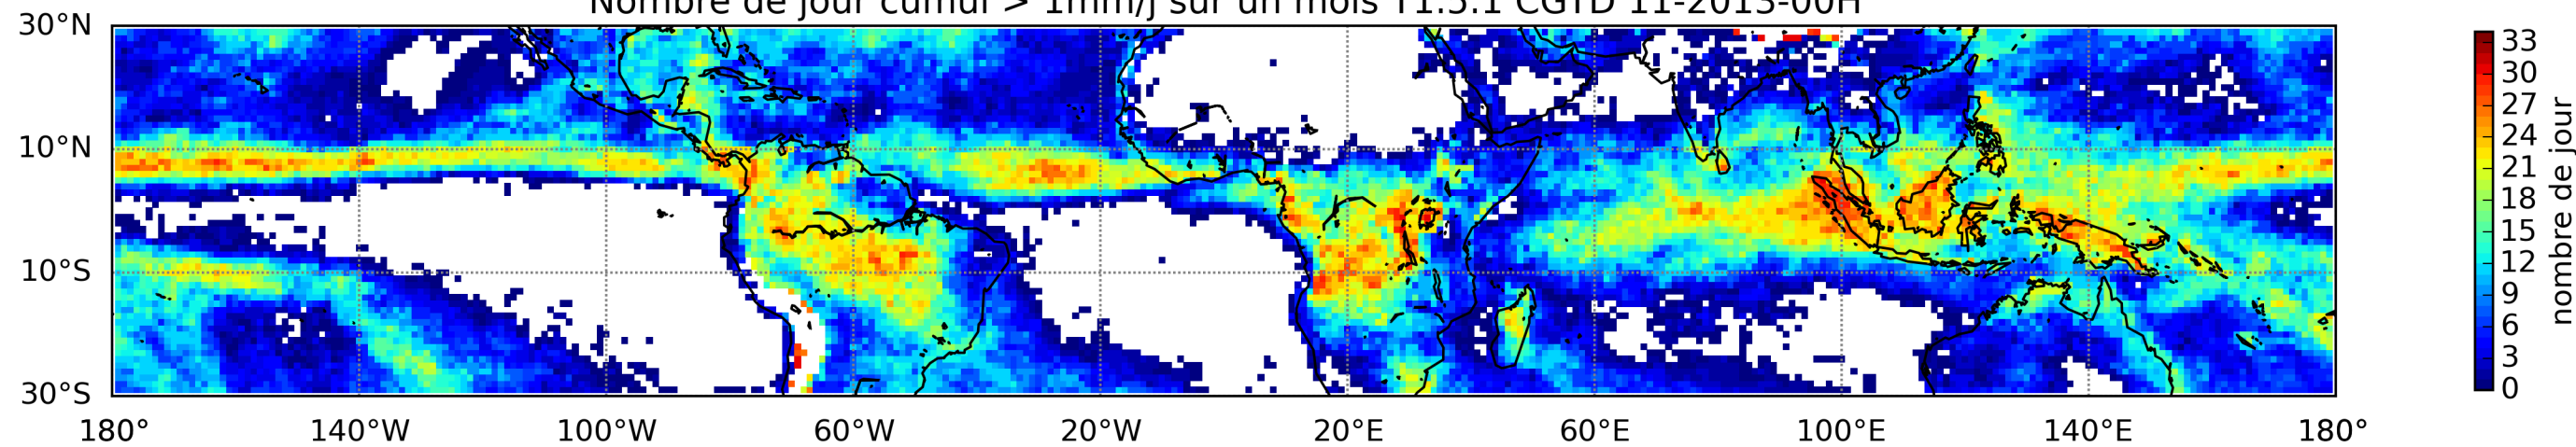 Nombre de jour cumul > 1mm/j sur un mois T1.5.1 CGTD 11-2013-00H
30°N
10°N
10°S
30°S
180° 140°W 100°W 60°W 20°W 20°E 60°E 100°E 140°E 180°
33
30
27
24
21
18
15
12
9
6
3
0
nombre de jour